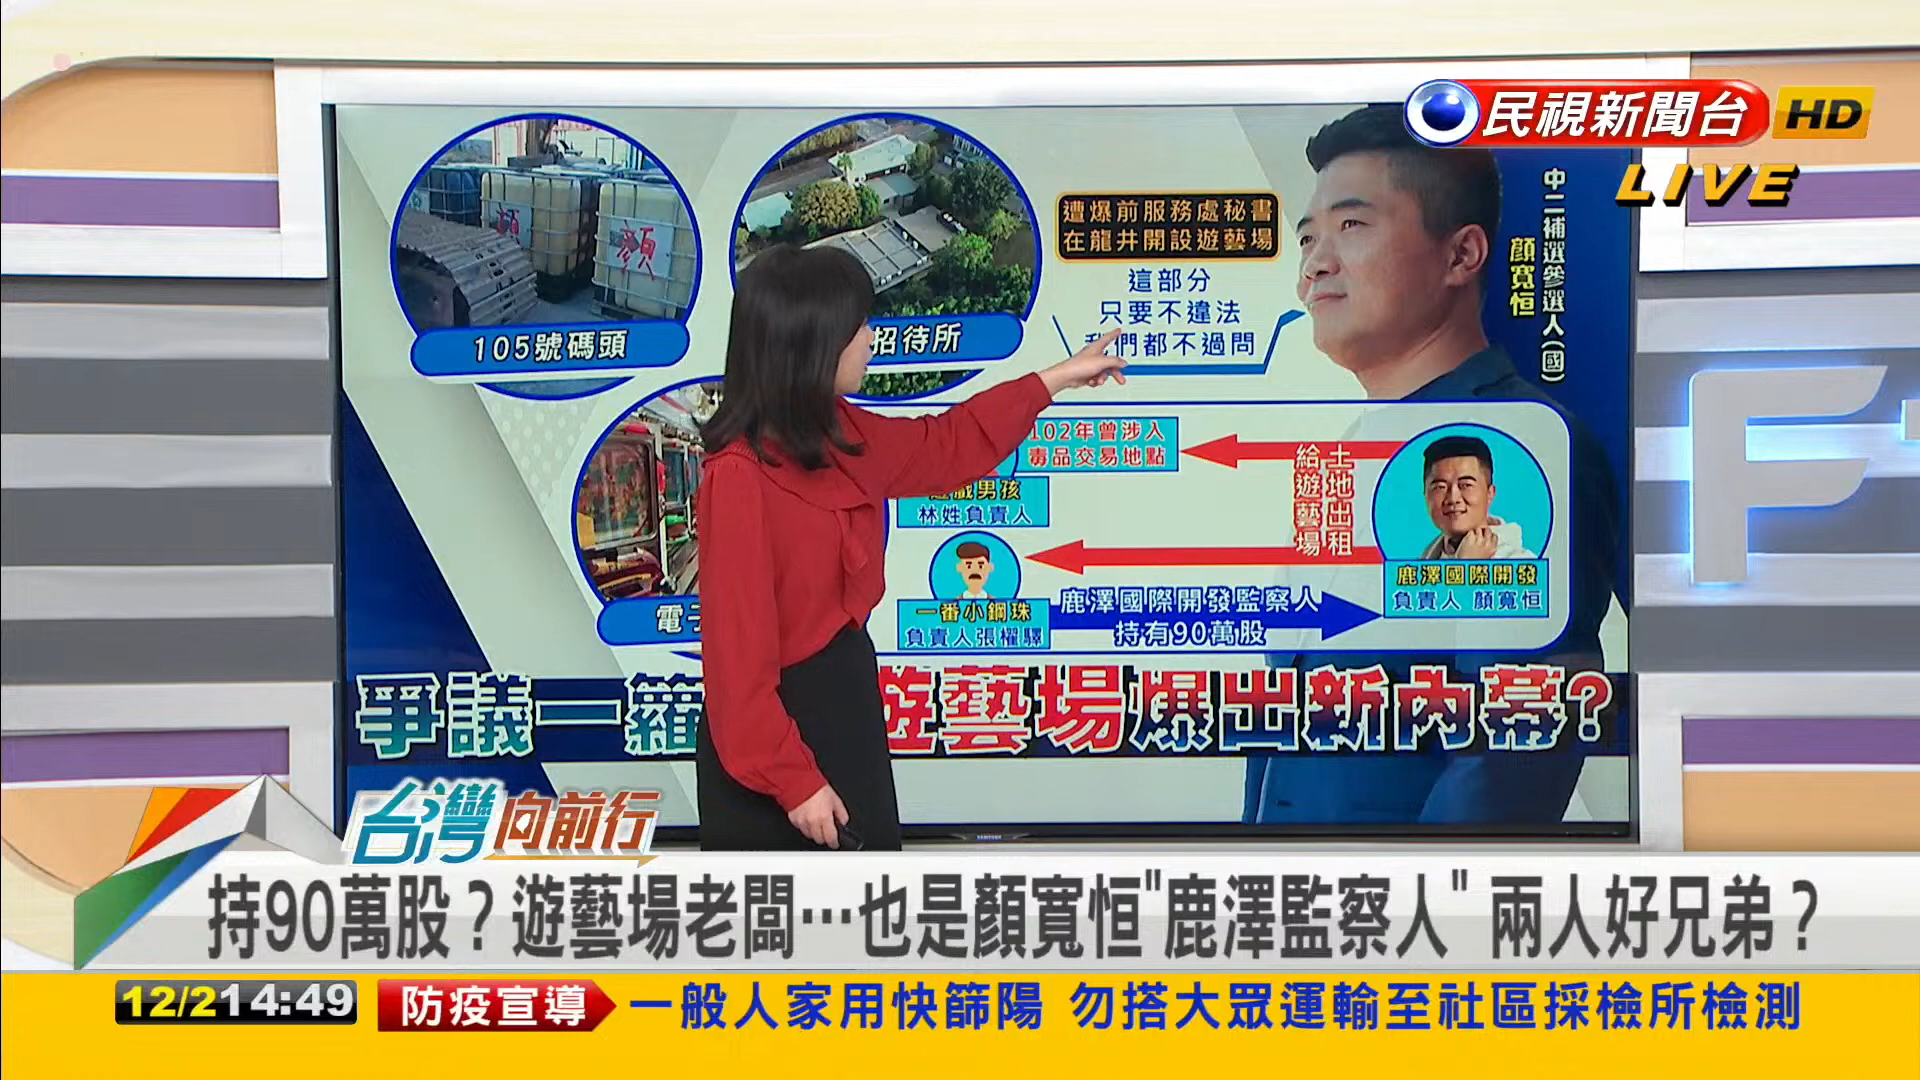 民視新聞台 HD
LIVE
中二補選參選人(國)
顏寬恒
遭爆前服務處秘書
在龍井開設遊藝場
這部分
只要不違法
我們都不過問
顏
顏
105號碼頭
招待所
102年曾涉入
毒品交易地點
土地出租
給遊藝場
男孩
林姓負責人
鹿澤國際開發
負責人 顏寬恒
一番小鋼珠
負責人張櫂驛
鹿澤國際開發監察人
持有90萬股
電子
爭議一籮
遊藝場爆出新內幕?
SAMSUNG
台灣向前行
持90萬股？遊藝場老闆…也是顏寬恒"鹿澤監察人" 兩人好兄弟？
12/2 14:49 防疫宣導 一般人家用快篩陽 勿搭大眾運輸至社區採檢所檢測